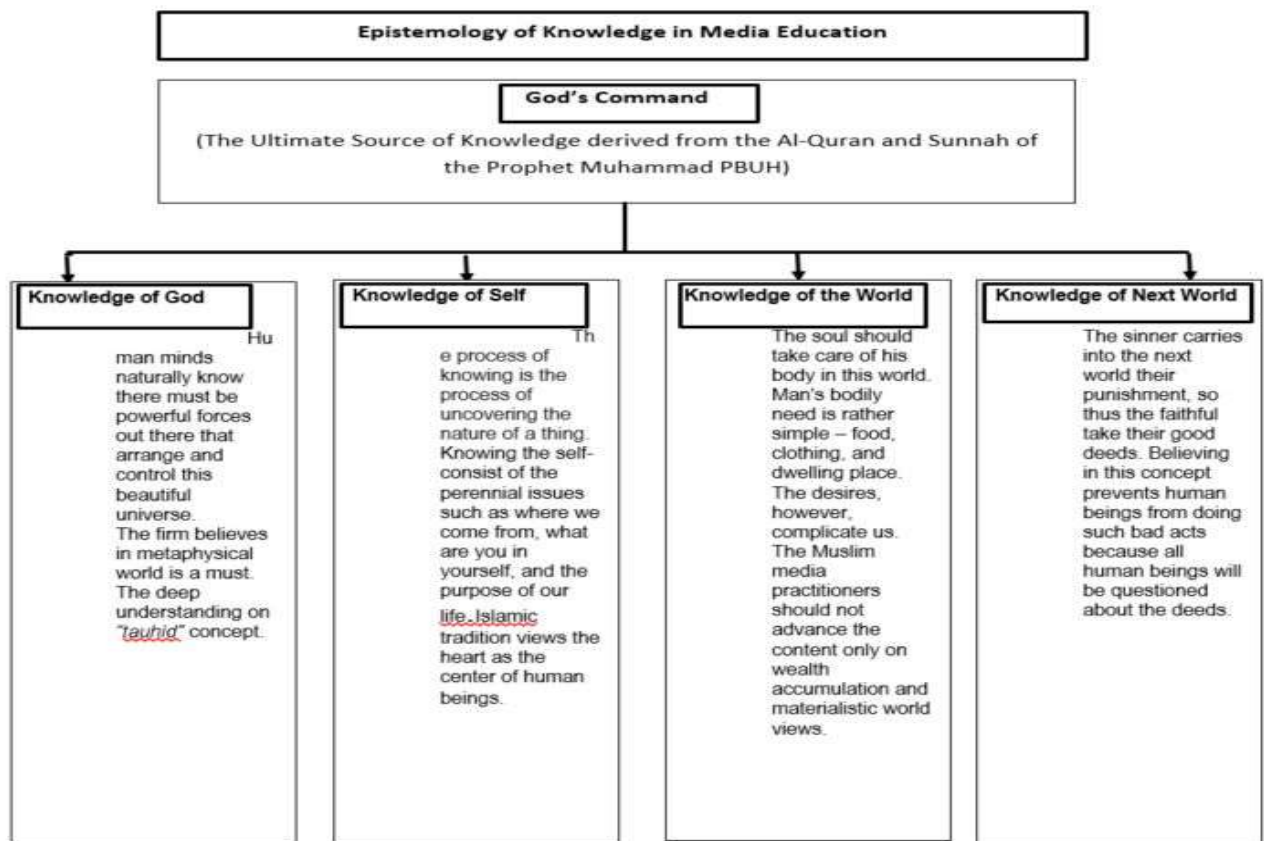 Epistemology of Knowledge in Media Education
God's Command
(The Ultimate Source of Knowledge derived from the Al-Quran and Sunnah of
the Prophet Muhammad PBUH)
Knowledge of God
Hu
man minds
naturally know
there must be
powerful forces
out there that
arrange and
control this
beautiful
universe.
The firm believes
in metaphysical
world is a must.
The deep
understanding on
"tauhid" concept.
Knowledge of Self
Th
e process of
knowing is the
process of
uncovering the
nature of a thing.
Knowing the self-
consist of the
perennial issues
such as where we
come from, what
are you in
yourself, and the
purpose of our
life.Islamic
tradition views the
heart as the
center of human
beings.
Knowledge of the World
The soul should
take care of his
body in this world.
Man's bodily
need is rather
simple – food,
clothing, and
dwelling place.
The desires,
however,
complicate us.
The Muslim
media
practitioners
should not
advance the
content only on
wealth
accumulation and
materialistic world
views.
Knowledge of Next World
The sinner carries
into the next
world their
punishment, so
thus the faithful
take their good
deeds. Believing
in this concept
prevents human
beings from doing
such bad acts
because all
human beings will
be questioned
about the deeds.